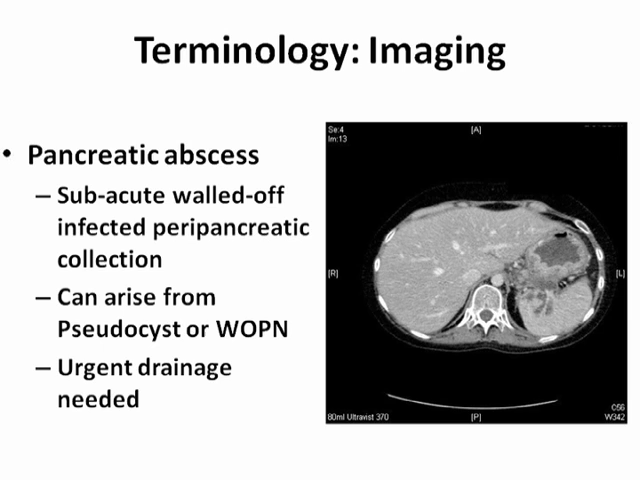 Terminology: Imaging
• Pancreatic abscess
– Sub-acute walled-off
infected peripancreatic
collection
– Can arise from
Pseudocyst or WOPN
– Urgent drainage
needed
Se:4
Im:13
[A]
[R]
[L]
80ml Ultravist 370
[P]
C56
W342